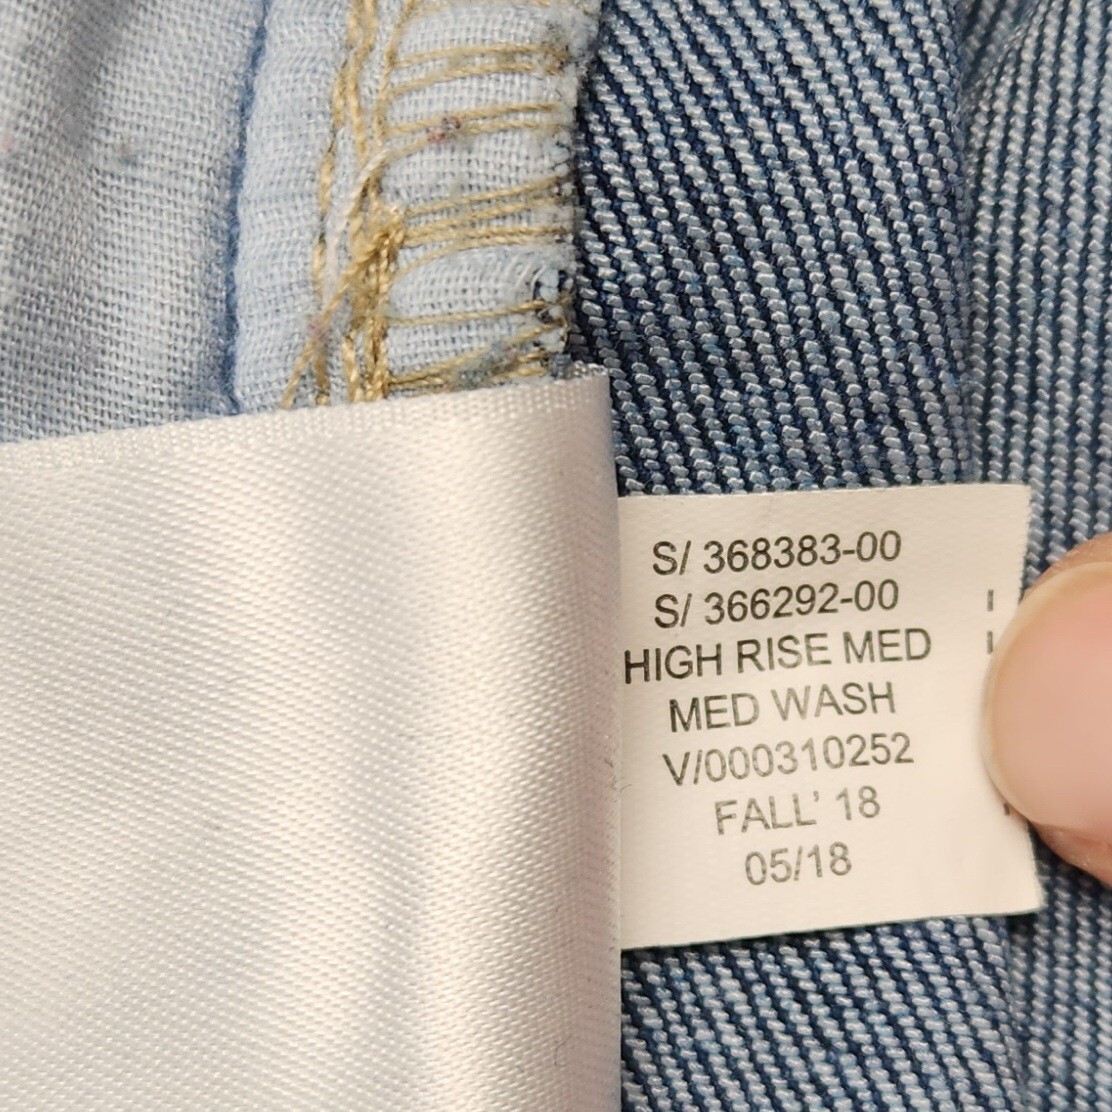 S/ 368383-00
S/ 366292-00
HIGH RISE MED
MED WASH
V/000310252
FALL' 18
05/18